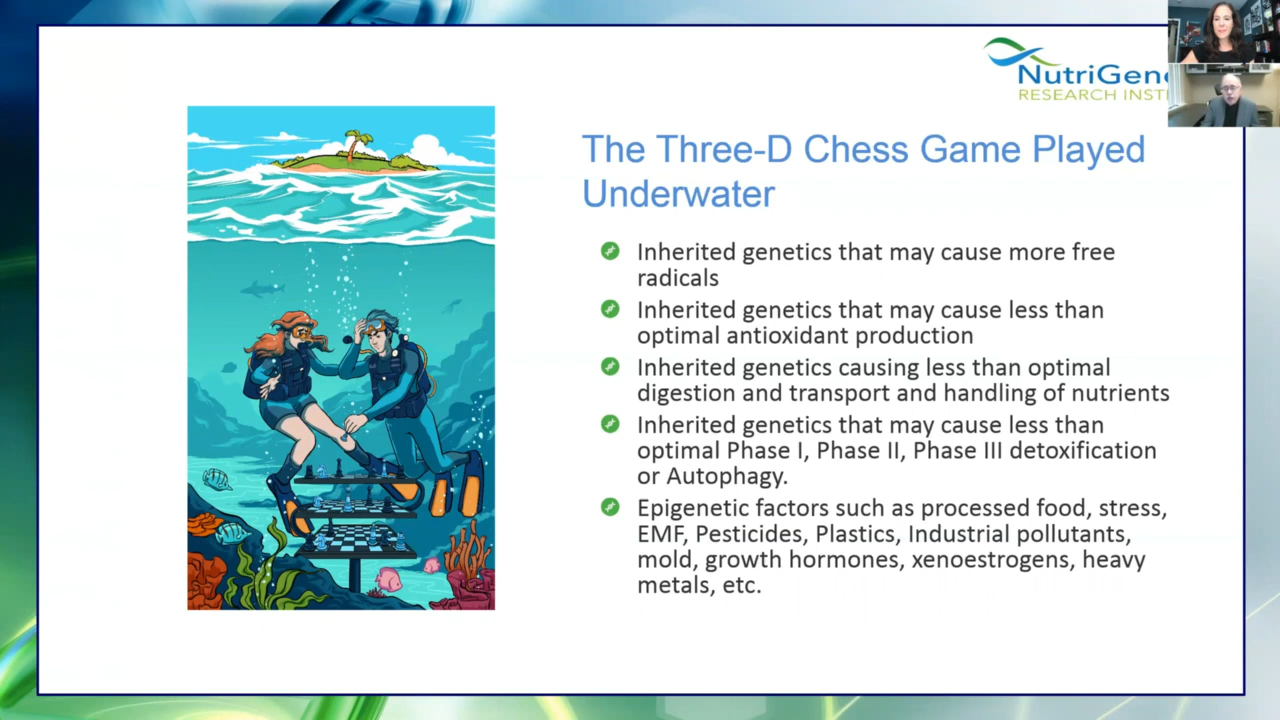 NutriGene
RESEARCH INSTI
The Three-D Chess Game Played
Underwater
Inherited genetics that may cause more free
radicals
Inherited genetics that may cause less than
optimal antioxidant production
Inherited genetics causing less than optimal
digestion and transport and handling of nutrients
Inherited genetics that may cause less than
optimal Phase I, Phase II, Phase III detoxification
or Autophagy.
Epigenetic factors such as processed food, stress,
EMF, Pesticides, Plastics, Industrial pollutants,
mold, growth hormones, xenoestrogens, heavy
metals, etc.